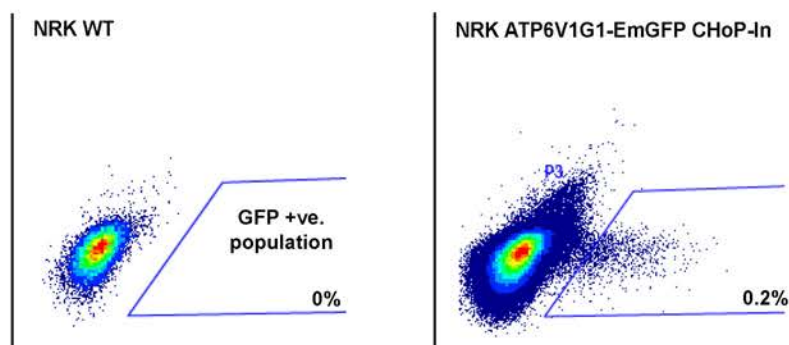 NRK WT
GFP +ve.
population
0%
NRK ATP6V1G1-EmGFP CHoP-In
P3
0.2%